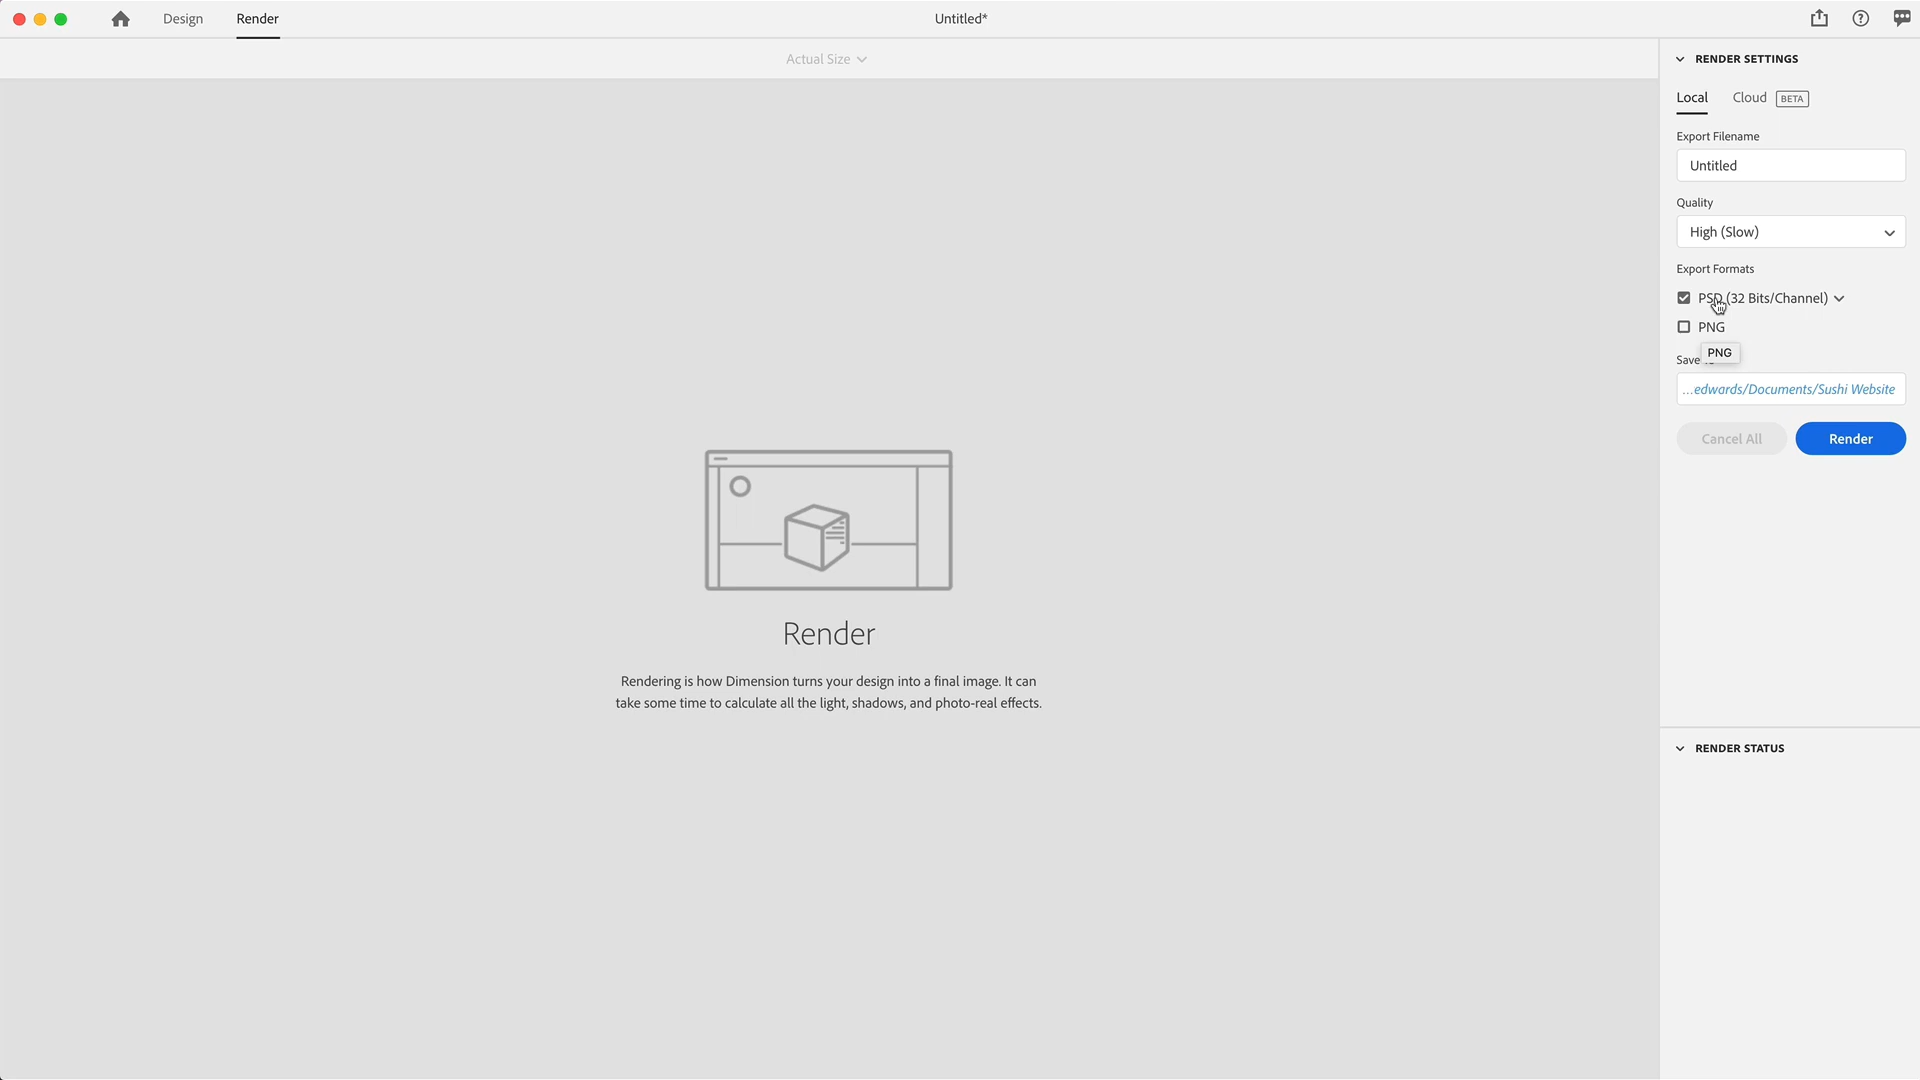 Design
Render
Untitled*
Actual Size
RENDER SETTINGS
Local
Cloud
BETA
Export Filename
Untitled
Quality
High (Slow)
Export Formats
PSD (32 Bits/Channel)
PNG
PNG
Save
...edwards/Documents/Sushi Website
Cancel All
Render
Render
Rendering is how Dimension turns your design into a final image. It can
take some time to calculate all the light, shadows, and photo-real effects.
RENDER STATUS